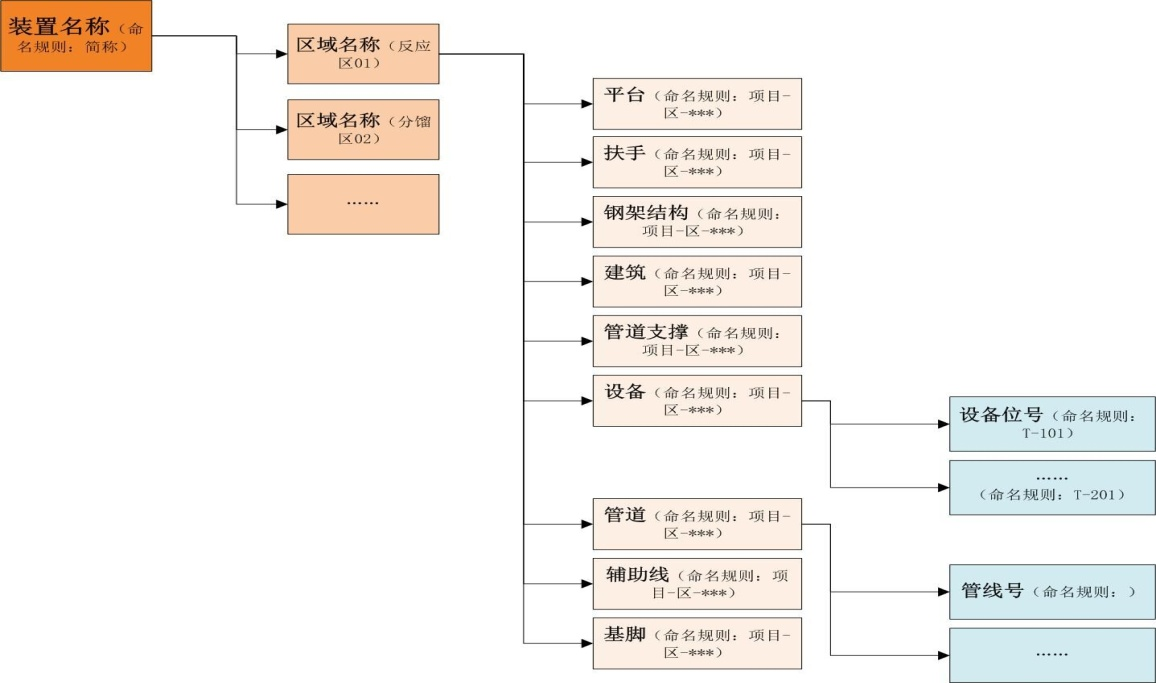 装置名称（命
名规则：简称）
区域名称（反应
区01）
区域名称（分馏
区02）
……
平台（命名规则：项目-
区-***）
扶手（命名规则：项目-
区-***）
钢架结构（命名规则：
项目-区-***）
建筑（命名规则：项目-
区-***）
管道支撑（命名规则：
项目-区-***）
设备（命名规则：项目-
区-***）
设备位号（命名规则：
T-101）
……
（命名规则：T-201）
管道（命名规则：项目-
区-***）
辅助线（命名规则：项
目-区-***）
基脚（命名规则：项目-
区-***）
管线号（命名规则：）
……